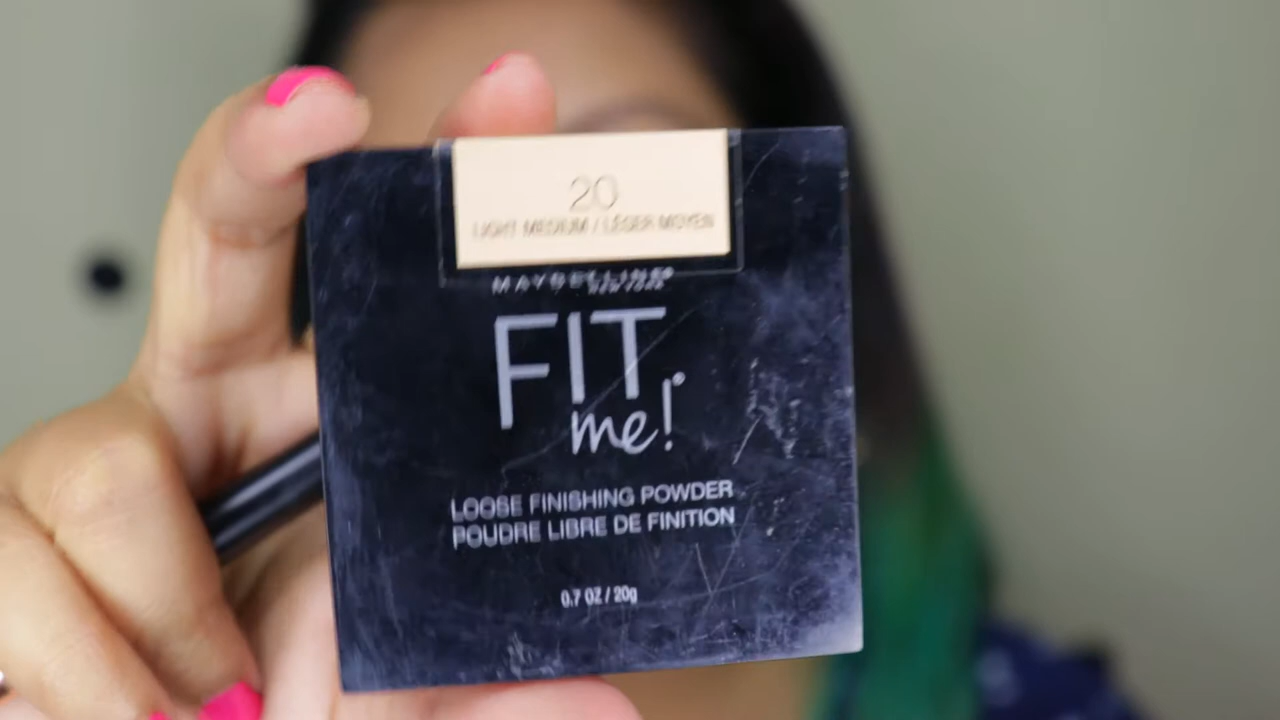 20
LIGHT MEDIUM / LÉGER MOYEN
MAYBELLINE®
NEW YORK
FIT
me!®
LOOSE FINISHING POWDER
POUDRE LIBRE DE FINITION
0.7 OZ / 20g